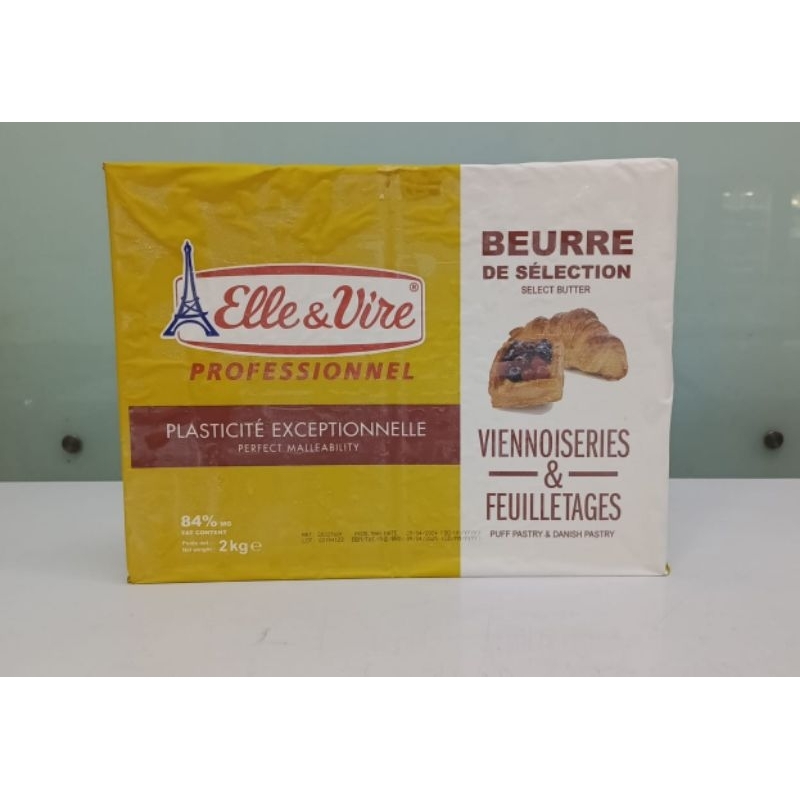 Elle & Vire ®
PROFESSIONNEL
PLASTICITÉ EXCEPTIONNELLE
PERFECT MALLEABILITY
84% MG
FAT CONTENT
Poids net :
Net weight : 2kg e
BEURRE
DE SÉLECTION
SELECT BUTTER
VIENNOISERIES
&
FEUILLETAGES
PUFF PASTRY & DANISH PASTRY